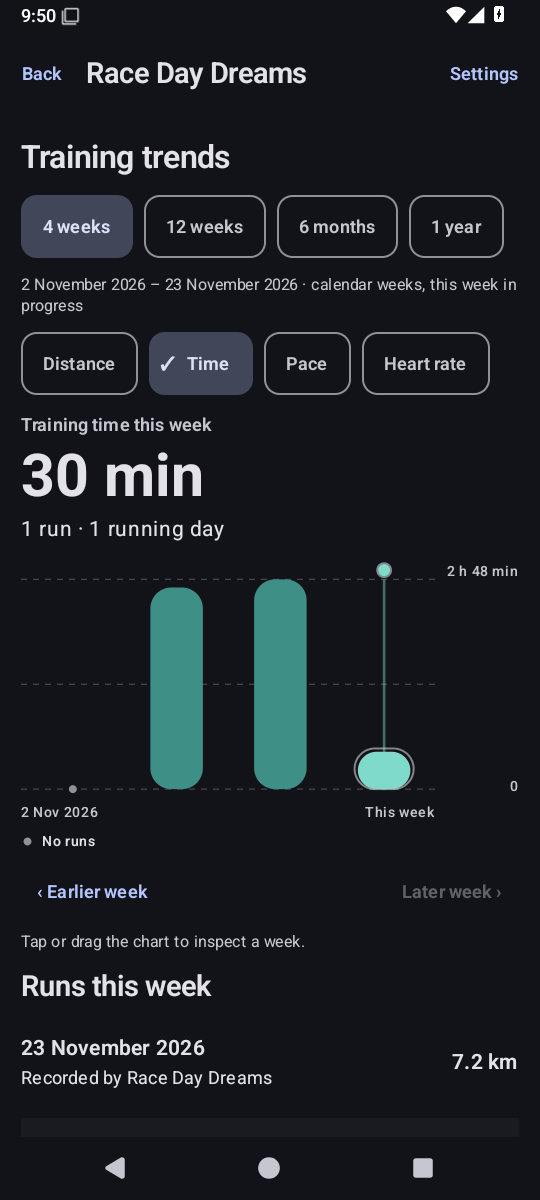 9:50
Back
Race Day Dreams
Settings
Training trends
4 weeks
12 weeks
6 months
1 year
2 November 2026 – 23 November 2026 · calendar weeks, this week in
progress
Distance
✓ Time
Pace
Heart rate
Training time this week
30 min
1 run · 1 running day
2 h 48 min
0
2 Nov 2026
This week
No runs
‹ Earlier week
Later week ›
Tap or drag the chart to inspect a week.
Runs this week
23 November 2026
Recorded by Race Day Dreams
7.2 km